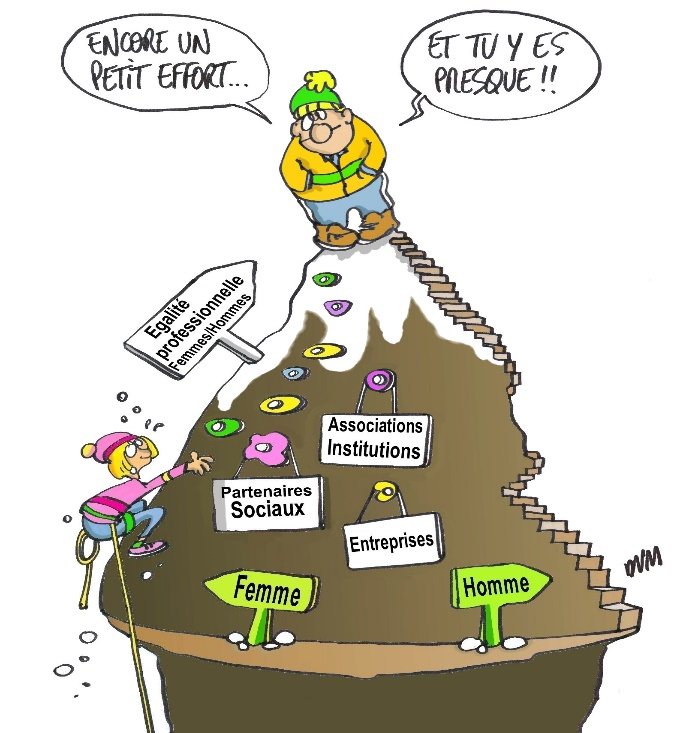 ENCORE UN
PETIT EFFORT...
ET TU Y ES
PRESQUE !!
Egalité
professionnelle
Femmes/Hommes
Associations
Institutions
Partenaires
Sociaux
Entreprises
Femme
Homme
DVM